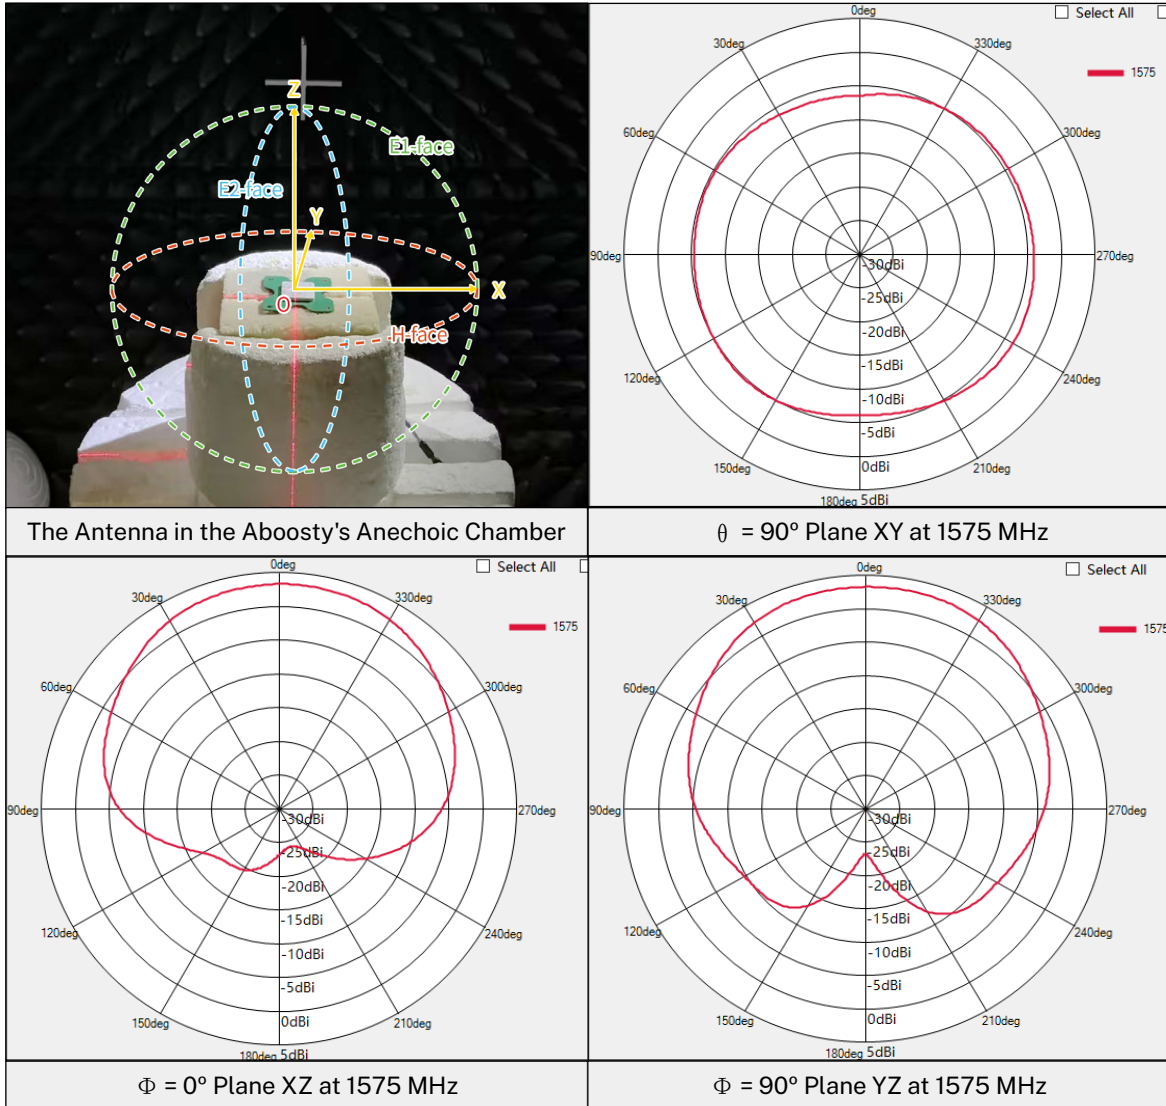 Z
E1-face
E2-face
Y
X
O
H-face
The Antenna in the Aboosty's Anechoic Chamber
0deg
Select All
30deg
330deg
1575
60deg
300deg
90deg
270deg
-30dBi
-25dBi
-20dBi
-15dBi
-10dBi
-5dBi
0dBi
5dBi
120deg
240deg
150deg
210deg
180deg
θ = 90° Plane XY at 1575 MHz
0deg
Select All
30deg
330deg
1575
60deg
300deg
90deg
270deg
-30dBi
-25dBi
-20dBi
-15dBi
-10dBi
-5dBi
0dBi
5dBi
120deg
240deg
150deg
210deg
180deg
Φ = 0° Plane XZ at 1575 MHz
0deg
Select All
30deg
330deg
1575
60deg
300deg
90deg
270deg
-30dBi
-25dBi
-20dBi
-15dBi
-10dBi
-5dBi
0dBi
5dBi
120deg
240deg
150deg
210deg
180deg
Φ = 90° Plane YZ at 1575 MHz